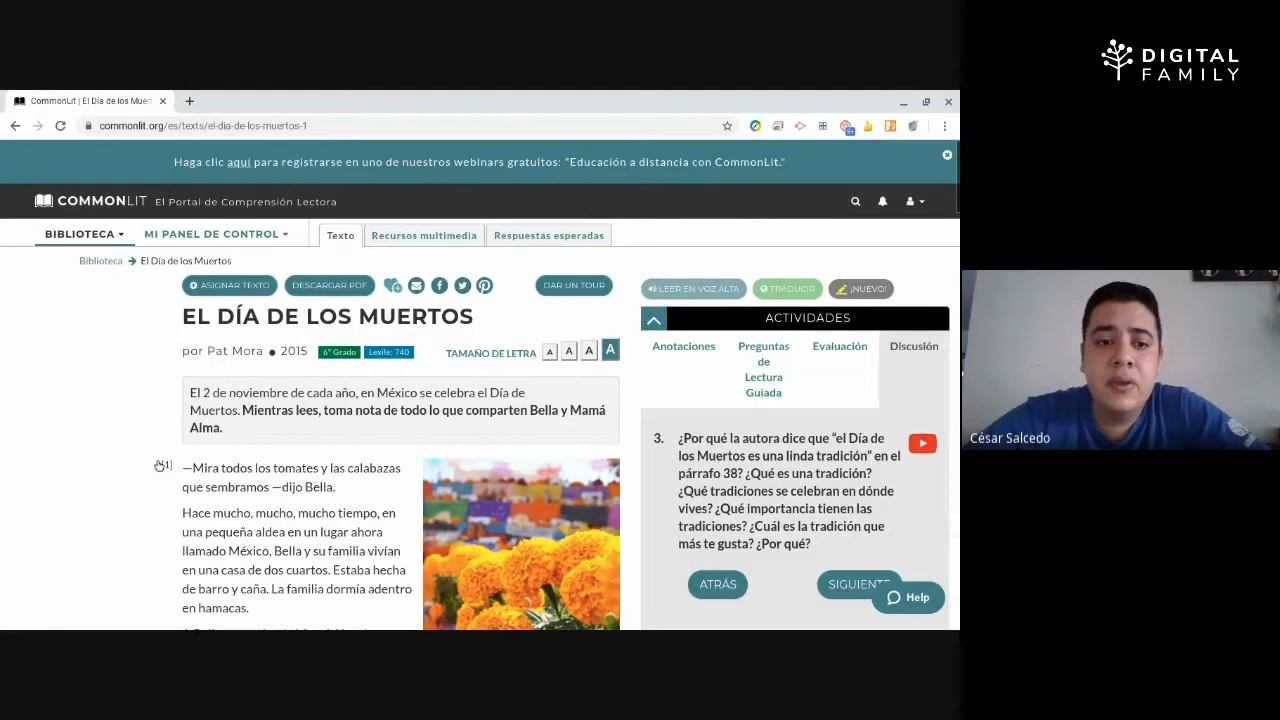 DIGITAL
FAMILY
CommonLit | El Día de los Muert
commonlit.org/es/texts/el-dia-de-los-muertos-1
9+
Haga clic aquí para registrarse en uno de nuestros webinars gratuitos: "Educación a distancia con CommonLit."
COMMONLIT El Portal de Comprensión Lectora
BIBLIOTECA MI PANEL DE CONTROL Texto Recursos multimedia Respuestas esperadas
Biblioteca El Día de los Muertos
ASIGNAR TEXTO DESCARGAR PDF DAR UN TOUR
EL DÍA DE LOS MUERTOS
por Pat Mora ● 2015 6º Grado Lexile: 740 TAMAÑO DE LETRA A A A A
El 2 de noviembre de cada año, en México se celebra el Día de
Muertos. Mientras lees, toma nota de todo lo que comparten Bella y Mamá
Alma.
—Mira todos los tomates y las calabazas
que sembramos —dijo Bella.
Hace mucho, mucho, mucho tiempo, en
una pequeña aldea en un lugar ahora
llamado México, Bella y su familia vivían
en una casa de dos cuartos. Estaba hecha
de barro y caña. La familia dormía adentro
en hamacas.
LEER EN VOZ ALTA TRADUCIR ¡NUEVO!
ACTIVIDADES
Anotaciones
Preguntas
de
Lectura
Guiada
Evaluación
Discusión
3. ¿Por qué la autora dice que “el Día de
los Muertos es una linda tradición” en el
párrafo 38? ¿Qué es una tradición?
¿Qué tradiciones se celebran en dónde
vives? ¿Qué importancia tienen las
tradiciones? ¿Cuál es la tradición que
más te gusta? ¿Por qué?
ATRÁS SIGUIENTE
Help
César Salcedo